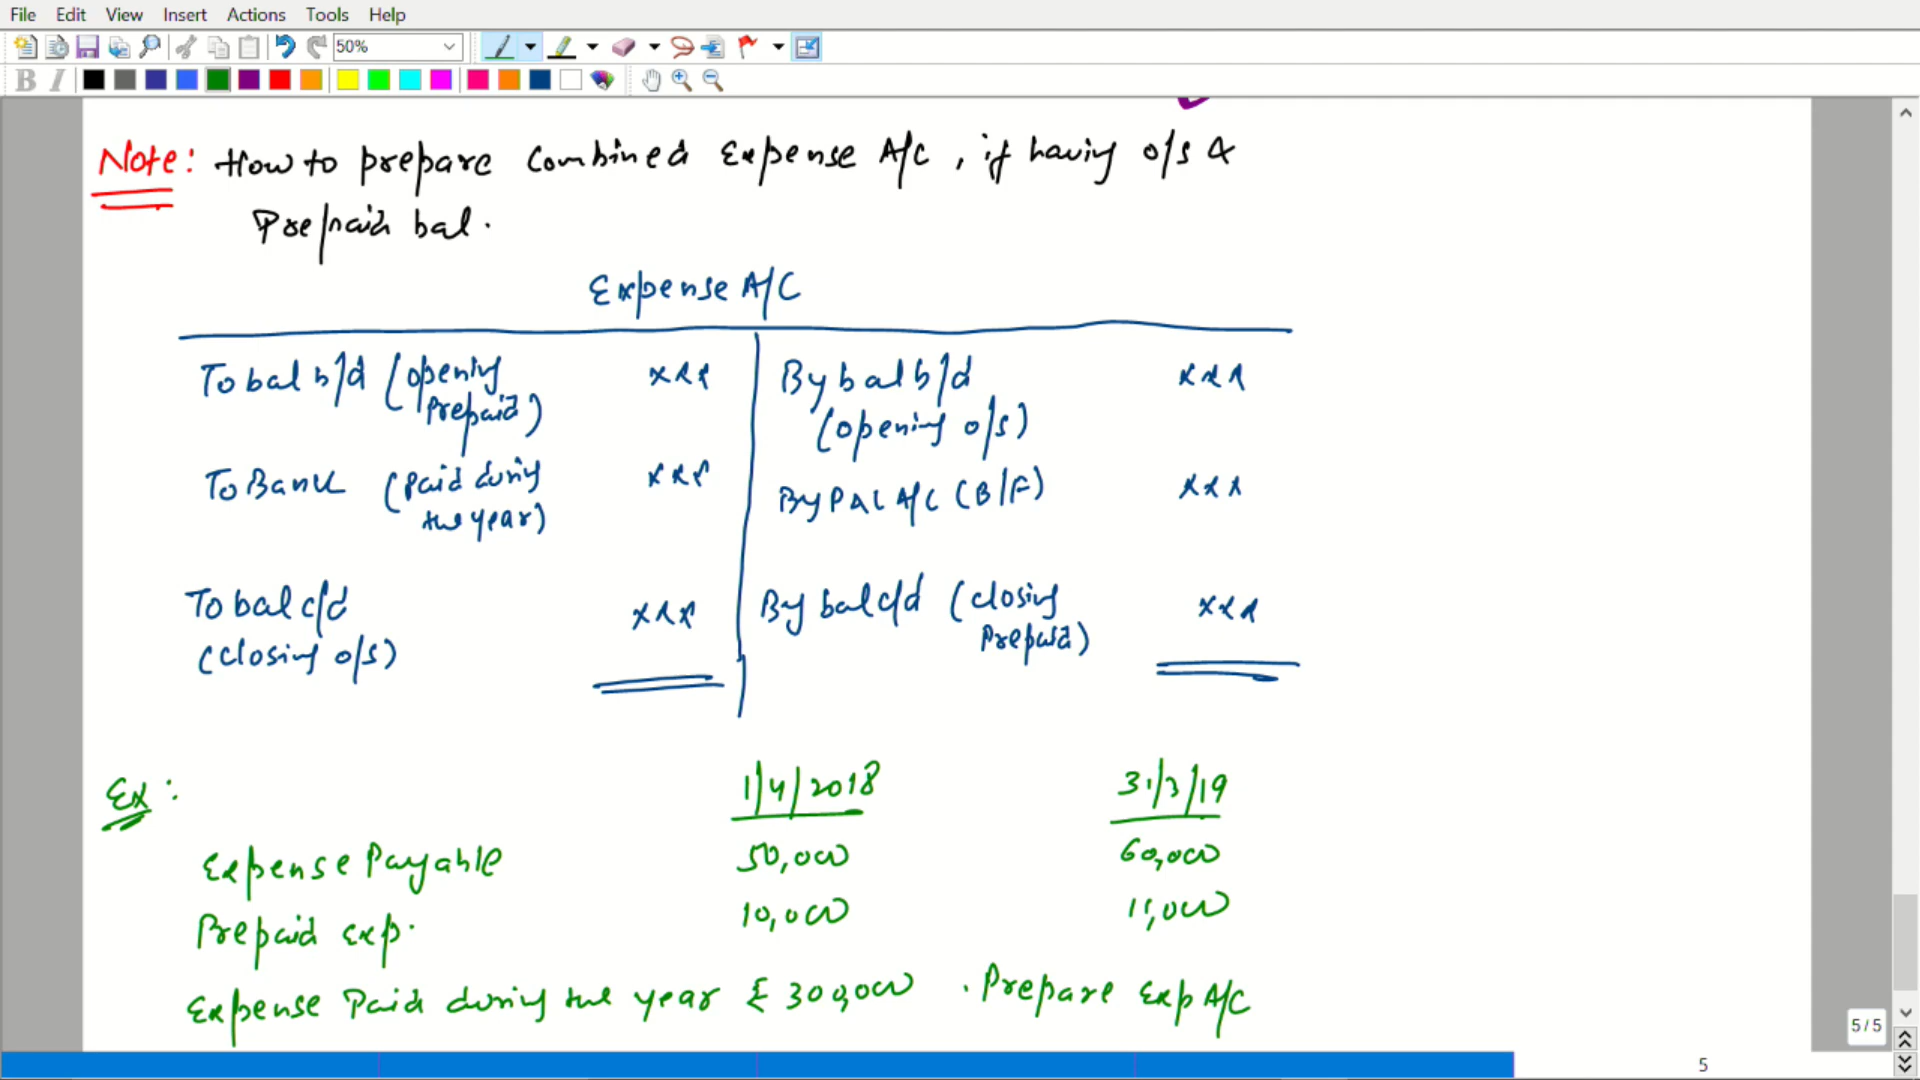 File Edit View Insert Actions Tools Help
50%
B I
Note: How to prepare Combined Expense A/c, if having o/s &
Prepaid bal.
Expense A/C
To bal b/d (opening Prepaid) xxx By bal b/d (opening o/s) xxx
To Bank (Paid during the year) xxx By P&L A/c (B/F) xxx
To bal c/d (closing o/s) xxx By bal c/d (closing Prepaid) xxx
Ex: 1/4/2018 31/3/19
Expense Payable 50,000 60,000
Prepaid exp. 10,000 11,000
Expense Paid during the year ₹ 300,000. Prepare Exp A/C
5/5
5